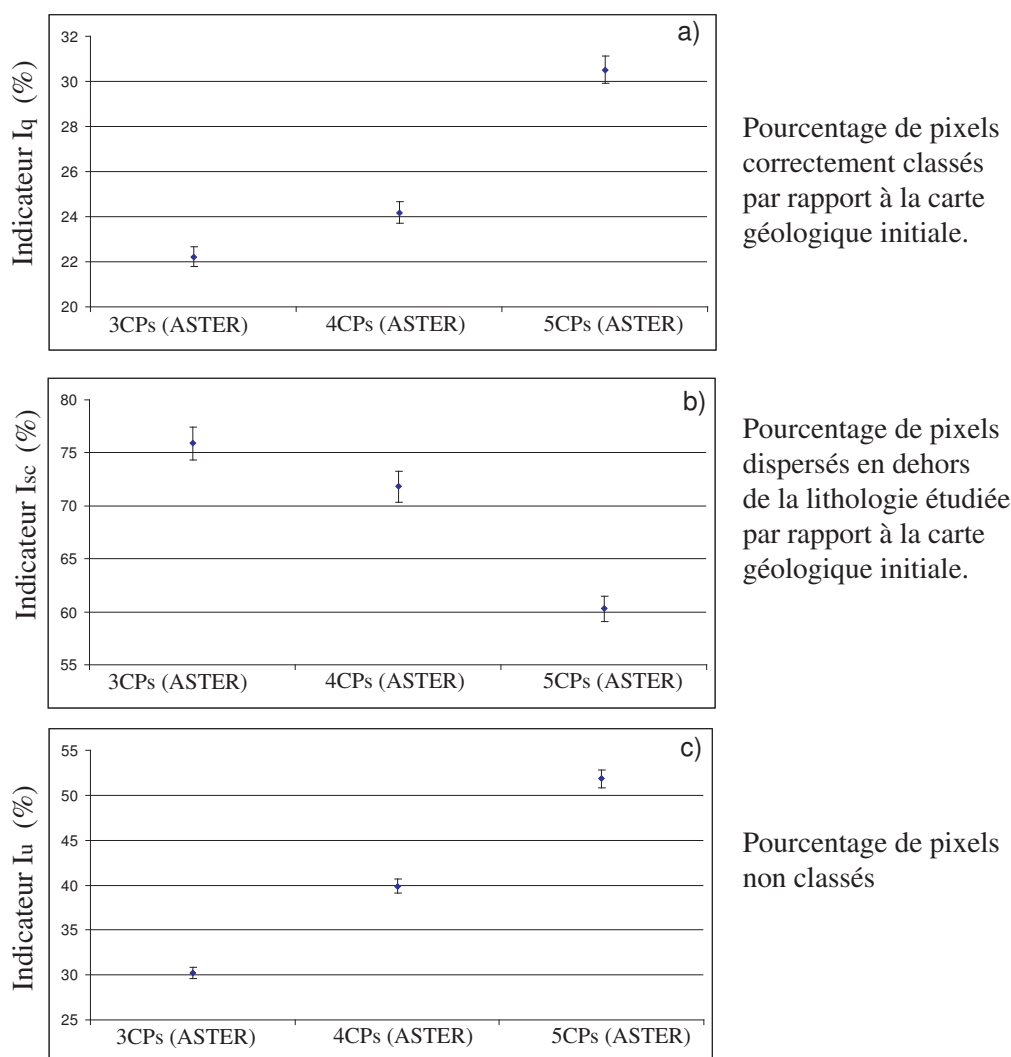 a)
Indicateur Iq (%)
32
30
28
26
24
22
20
3CPs (ASTER)
4CPs (ASTER)
5CPs (ASTER)
Pourcentage de pixels
correctement classés
par rapport à la carte
géologique initiale.
b)
Indicateur Isc (%)
80
75
70
65
60
55
3CPs (ASTER)
4CPs (ASTER)
5CPs (ASTER)
Pourcentage de pixels
dispersés en dehors
de la lithologie étudiée
par rapport à la carte
géologique initiale.
c)
Indicateur Iu (%)
55
50
45
40
35
30
25
3CPs (ASTER)
4CPs (ASTER)
5CPs (ASTER)
Pourcentage de pixels
non classés